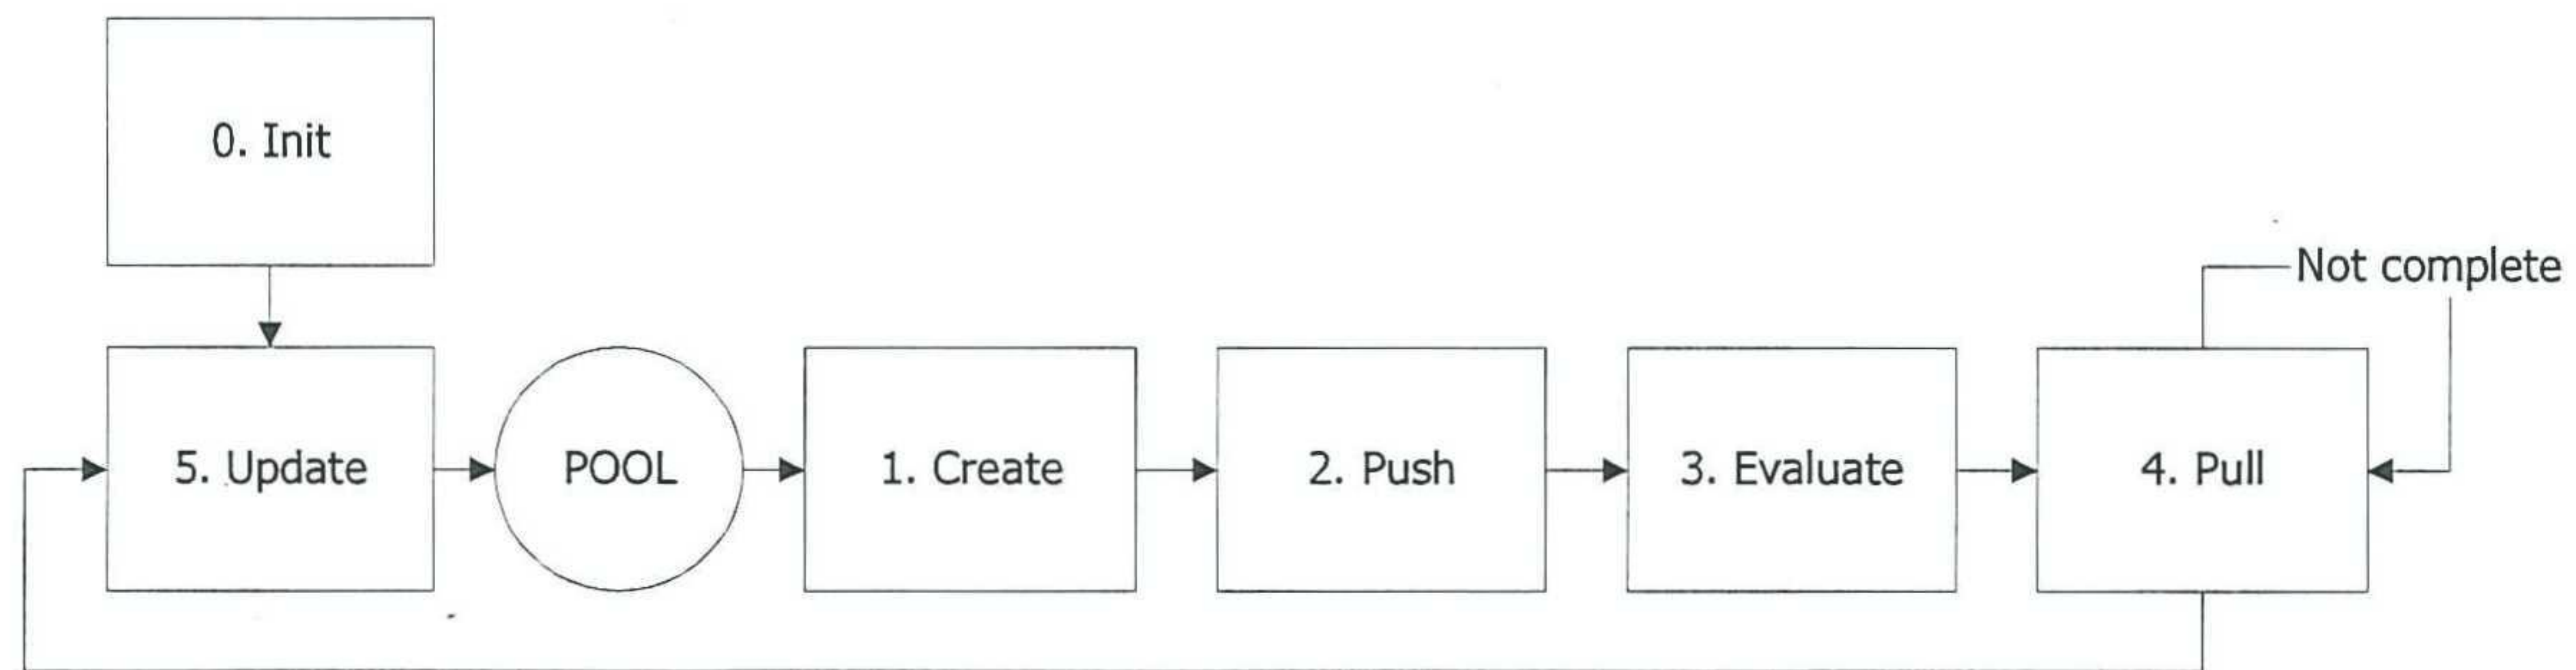 0. Init
Not complete
5. Update
POOL
1. Create
2. Push
3. Evaluate
4. Pull